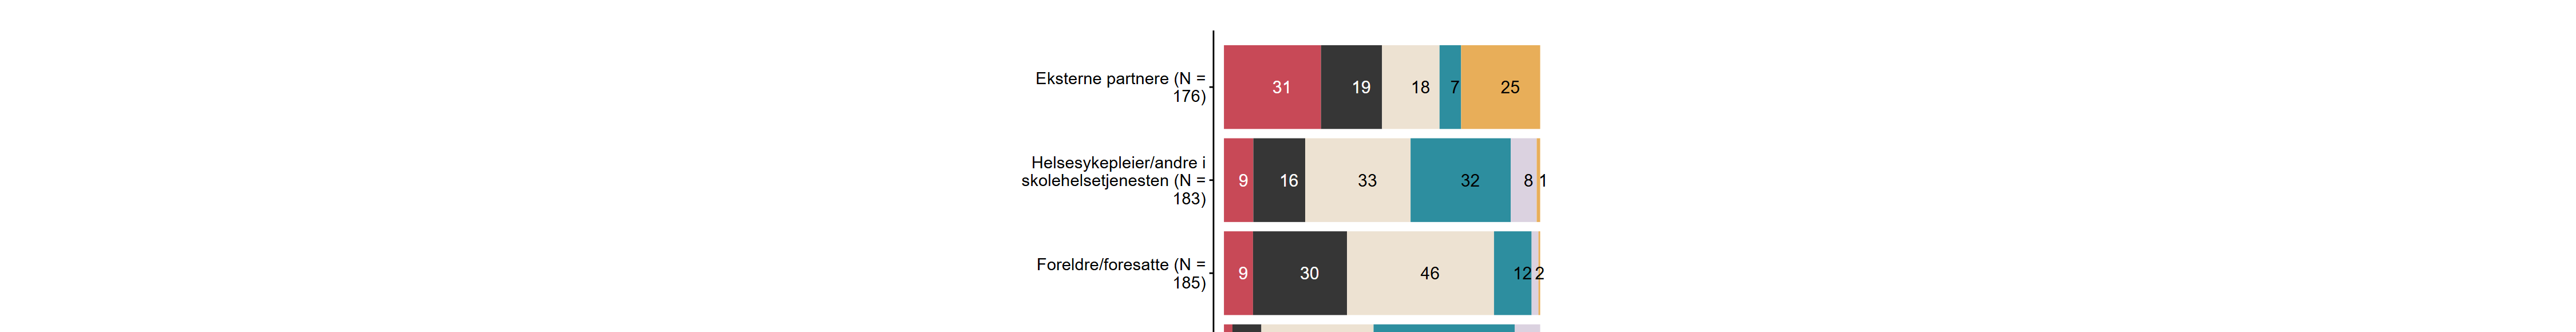 Eksterne partnere (N =
176)
31 19 18 7 25
Helsesykepleier/andre i
skolehelsetjenesten (N =
183)
9 16 33 32 8 1
Foreldre/foresatte (N =
185)
9 30 46 12 2